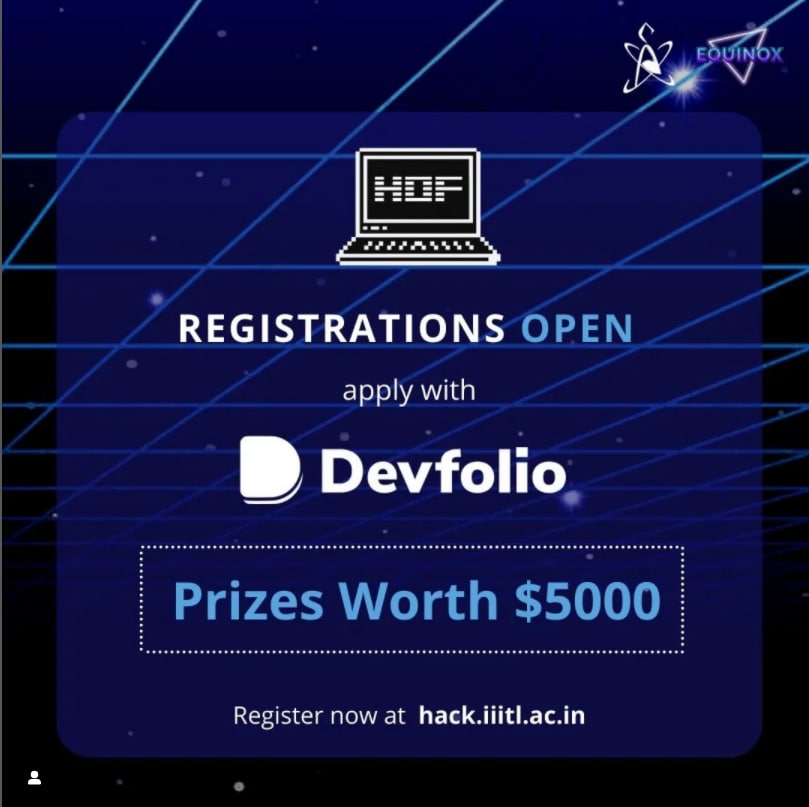 EQUINOX
HOF
REGISTRATIONS OPEN
apply with
Devfolio
Prizes Worth $5000
Register now at hack.iiitl.ac.in